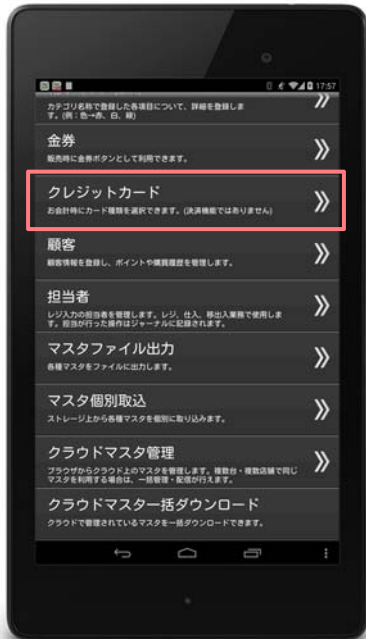 17:57
カテゴリ名称で登録した各項目について、詳細を登録しま
す。(例：色→赤、白、緑)
金券
販売時に金券ボタンとして利用できます。
クレジットカード
お会計時にカード種類を選択できます。(決済機能ではありません)
顧客
顧客情報を登録し、ポイントや購買履歴を管理します。
担当者
レジ入力の担当者を管理します。レジ、仕入、移出入業務で使用しま
す。担当が行った操作はジャーナルに記録されます。
マスタファイル出力
各種マスタをファイルに出力します。
マスタ個別取込
ストレージ上から各種マスタを個別に取り込みます。
クラウドマスタ管理
ブラウザからクラウド上のマスタを管理します。複数台・複数店舗で同じ
マスタを利用する場合は、一括管理・配信が行えます。
クラウドマスター括ダウンロード
クラウドで管理されているマスタを一括ダウンロードできます。